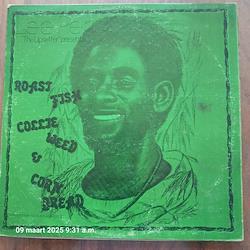 The Upsetter presents
ROAST
FISH
COLLIE
WEED
&
CORN
BREAD
09 maart 2025 9:31 a.m.